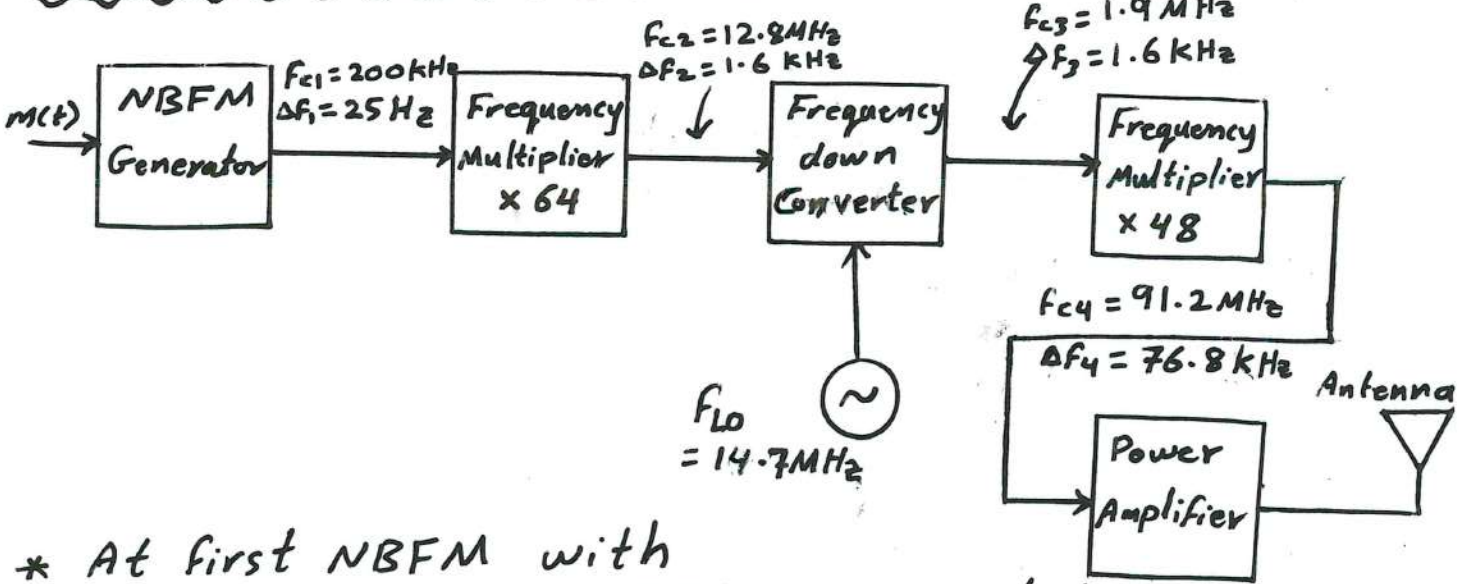 m(t)
NBFM
Generator
Fc1 = 200 kHz
ΔF1 = 25 Hz
Frequency
Multiplier
× 64
Fc2 = 12.8 MHz
ΔF2 = 1.6 KHz
Frequency
down
Converter
FLO
= 14.7 MHz
Fc3 = 1.9 MHz
ΔF3 = 1.6 KHz
Frequency
Multiplier
× 48
Fc4 = 91.2 MHz
ΔF4 = 76.8 kHz
Power
Amplifier
Antenna
* At first NBFM with